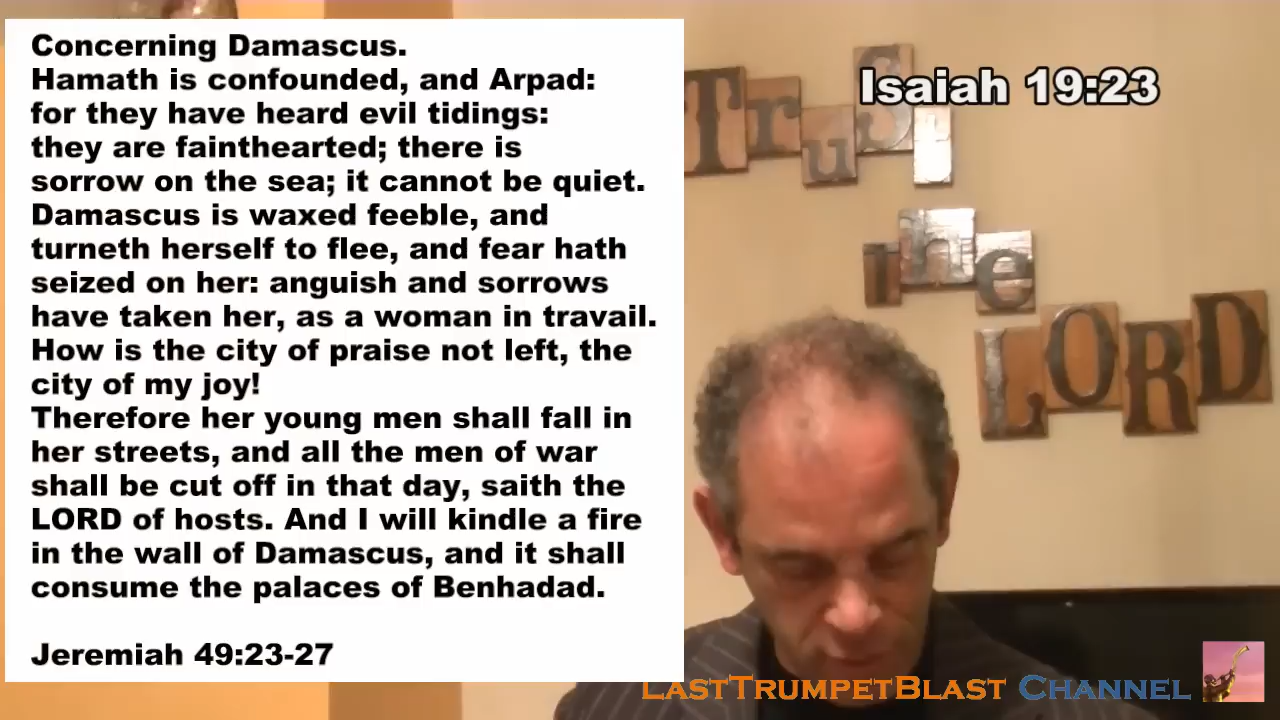 Concerning Damascus.
Hamath is confounded, and Arpad:
for they have heard evil tidings:
they are fainthearted; there is
sorrow on the sea; it cannot be quiet.
Damascus is waxed feeble, and
turneth herself to flee, and fear hath
seized on her: anguish and sorrows
have taken her, as a woman in travail.
How is the city of praise not left, the
city of my joy!
Therefore her young men shall fall in
her streets, and all the men of war
shall be cut off in that day, saith the
LORD of hosts. And I will kindle a fire
in the wall of Damascus, and it shall
consume the palaces of Benhadad.
Jeremiah 49:23-27
Isaiah 19:23
Trust
the
LORD
LASTTRUMPETBLAST CHANNEL